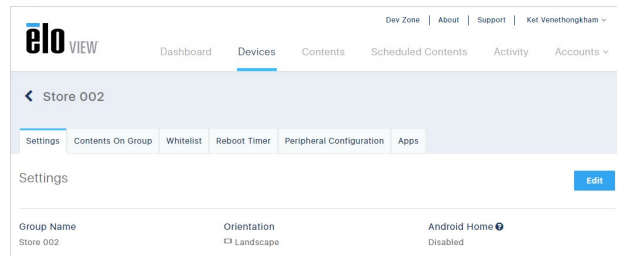 Dev Zone | About | Support | Ket Venethongkham
elo VIEW
Dashboard Devices Contents Scheduled Contents Activity Accounts
Store 002
Settings Contents On Group Whitelist Reboot Timer Peripheral Configuration Apps
Settings Edit
Group Name Orientation Android Home ?
Store 002 Landscape Disabled